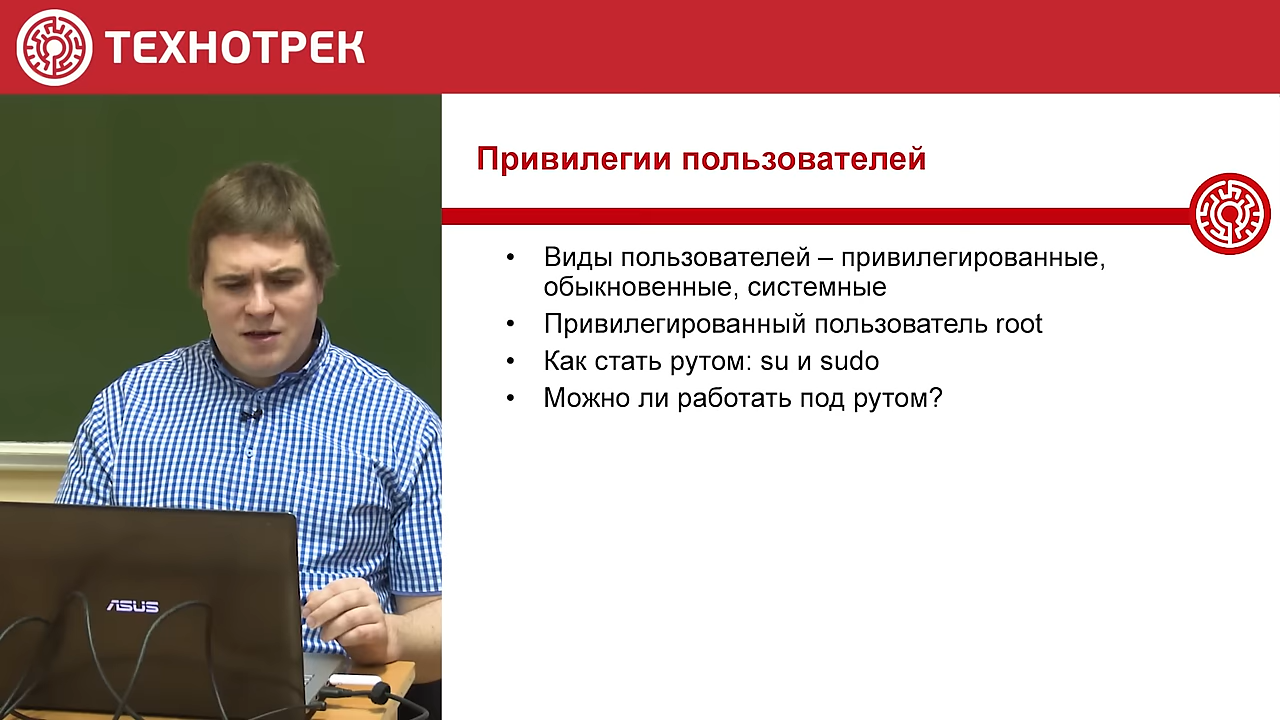 ТЕХНОТРЕК
Привилегии пользователей
• Виды пользователей – привилегированные,
обыкновенные, системные
• Привилегированный пользователь root
• Как стать рутом: su и sudo
• Можно ли работать под рутом?
ASUS